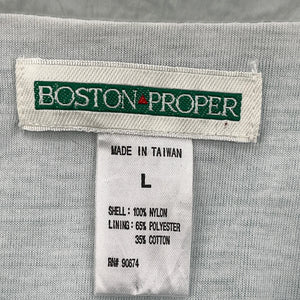 BOSTON PROPER
MADE IN TAIWAN
L
SHELL: 100% NYLON
LINING: 65% POLYESTER
35% COTTON
RN# 90674